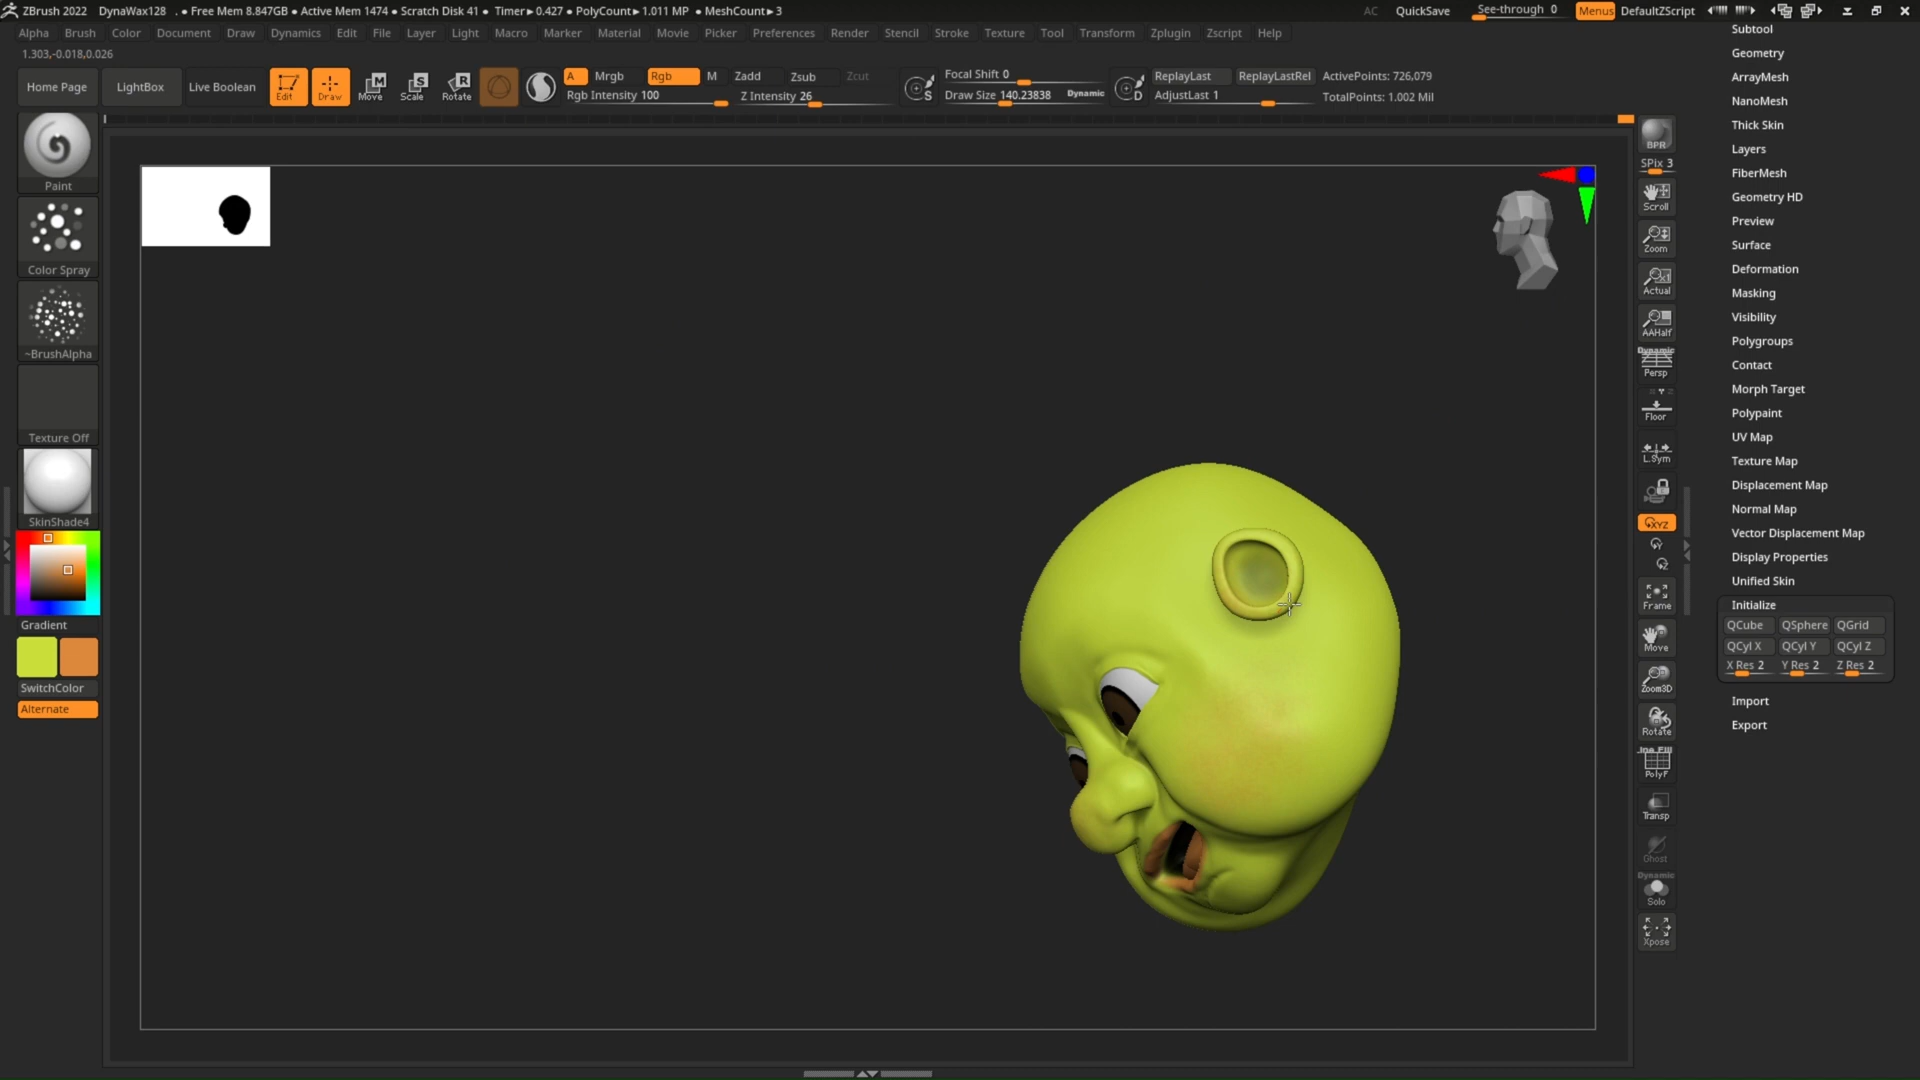 ZBrush 2022 DynaWax128 . ● Free Mem 8.847GB ● Active Mem 1474 ● Scratch Disk 41 ● Timer▸0.427 ● PolyCount▸1.011 MP ● MeshCount▸3 AC QuickSave See-through 0 Menus DefaultZScript
Alpha Brush Color Document Draw Dynamics Edit File Layer Light Macro Marker Material Movie Picker Preferences Render Stencil Stroke Texture Tool Transform Zplugin Zscript Help
1.303,-0.018,0.026
Home Page LightBox Live Boolean Edit Draw Move Scale Rotate A Mrgb Rgb M Zadd Zsub Zcut Focal Shift 0 ReplayLast ReplayLastRel ActivePoints: 726,079
Rgb Intensity 100 Z Intensity 26 Draw Size 140.23838 Dynamic AdjustLast 1 TotalPoints: 1.002 Mil
M
S
R
S
D
Paint
Color Spray
~BrushAlpha
Texture Off
SkinShade4
Gradient
SwitchColor
Alternate
BPR
SPix 3
Scroll
Zoom
Actual
AAHalf
Dynamic
Persp
Floor
L.Sym
XYZ
Y
Z
Frame
Move
Zoom3D
Rotate
Line Fill
PolyF
Transp
Ghost
Dynamic
Solo
Xpose
Subtool
Geometry
ArrayMesh
NanoMesh
Thick Skin
Layers
FiberMesh
Geometry HD
Preview
Surface
Deformation
Masking
Visibility
Polygroups
Contact
Morph Target
Polypaint
UV Map
Texture Map
Displacement Map
Normal Map
Vector Displacement Map
Display Properties
Unified Skin
Initialize
QCube QSphere QGrid
QCyl X QCyl Y QCyl Z
X Res 2 Y Res 2 Z Res 2
Import
Export